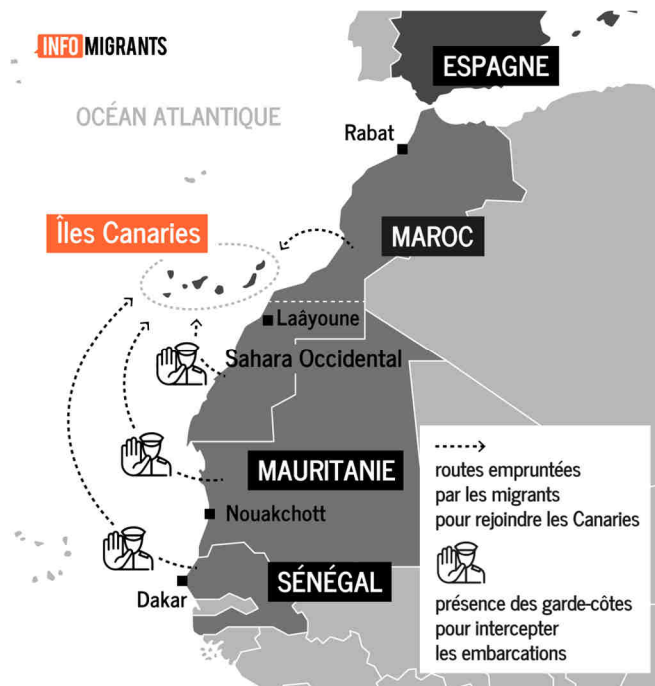 INFO MIGRANTS
ESPAGNE
OCÉAN ATLANTIQUE
Rabat
Îles Canaries
MAROC
Laâyoune
Sahara Occidental
MAURITANIE
Nouakchott
SÉNÉGAL
Dakar
routes empruntées
par les migrants
pour rejoindre les Canaries
présence des garde-côtes
pour intercepter
les embarcations